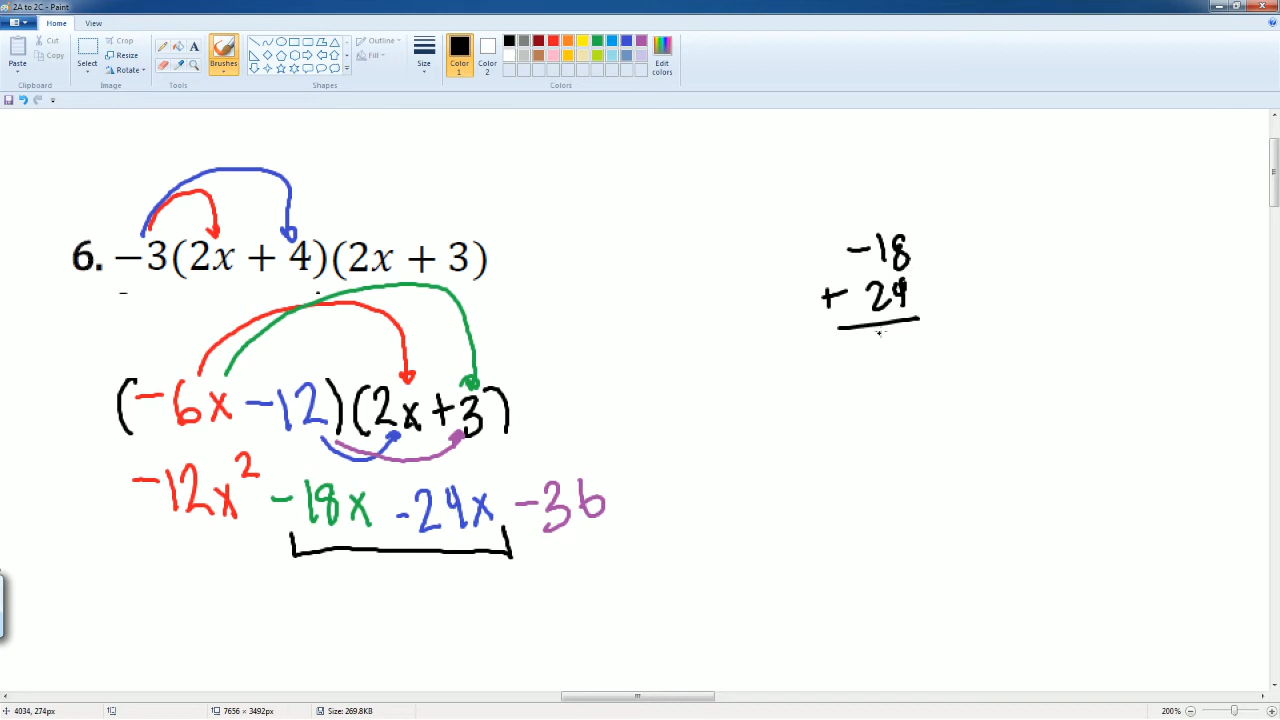 2A to 2C - Paint
Home View
Paste Cut Copy Select Crop Resize Rotate Brushes Outline Fill Size Color 1 Color 2 Edit colors
Clipboard Image Tools Shapes Colors
6. −3(2x + 4)(2x + 3)
-18
+ 24
(-6x -12)(2x+3)
-12x² -18x -24x -36
4034, 274px 7656 × 3492px Size: 269.8KB 200%